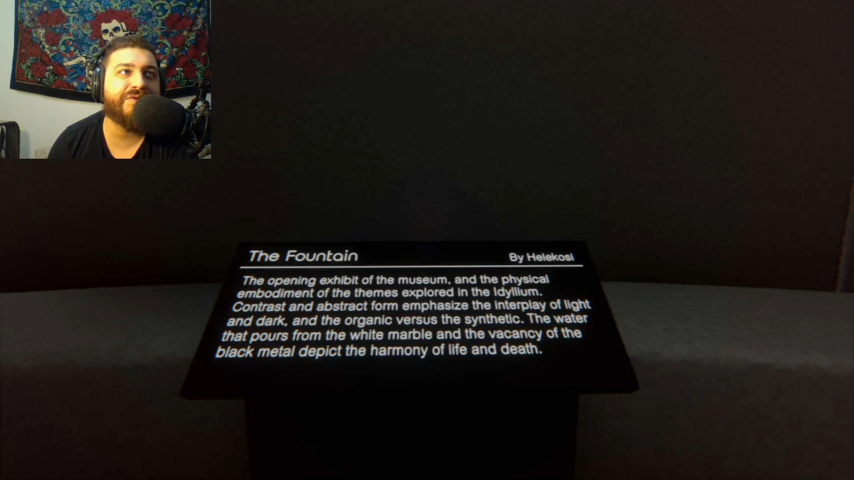 The Fountain By Helekosi
The opening exhibit of the museum, and the physical
embodiment of the themes explored in the Idyllium.
Contrast and abstract form emphasize the interplay of light
and dark, and the organic versus the synthetic. The water
that pours from the white marble and the vacancy of the
black metal depict the harmony of life and death.